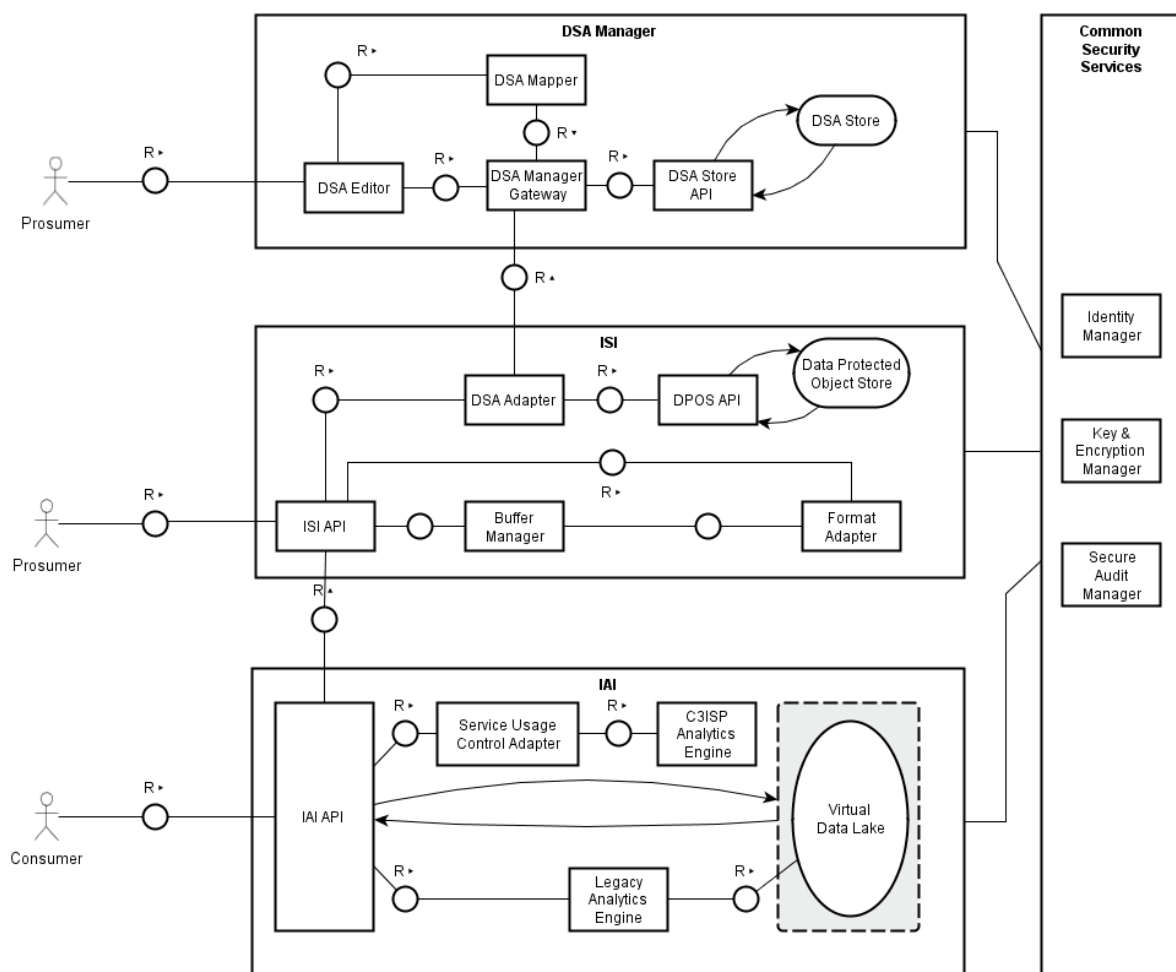 DSA Manager
Common
Security
Services
R ▸
DSA Mapper
DSA Store
R ▾
R ▸
R ▸
R ▸
DSA Editor
DSA Manager
Gateway
DSA Store
API
Prosumer
R ▴
Identity
Manager
ISI
Data Protected
Object Store
R ▸
R ▸
DSA Adapter
DPOS API
Key &
Encryption
Manager
R ▸
R ▸
ISI API
Buffer
Manager
Format
Adapter
Prosumer
Secure
Audit
Manager
R ▴
IAI
R ▸
Service Usage
Control Adapter
R ▸
C3ISP
Analytics
Engine
R ▸
IAI API
Virtual
Data Lake
Consumer
R ▸
Legacy
Analytics
Engine
R ▸